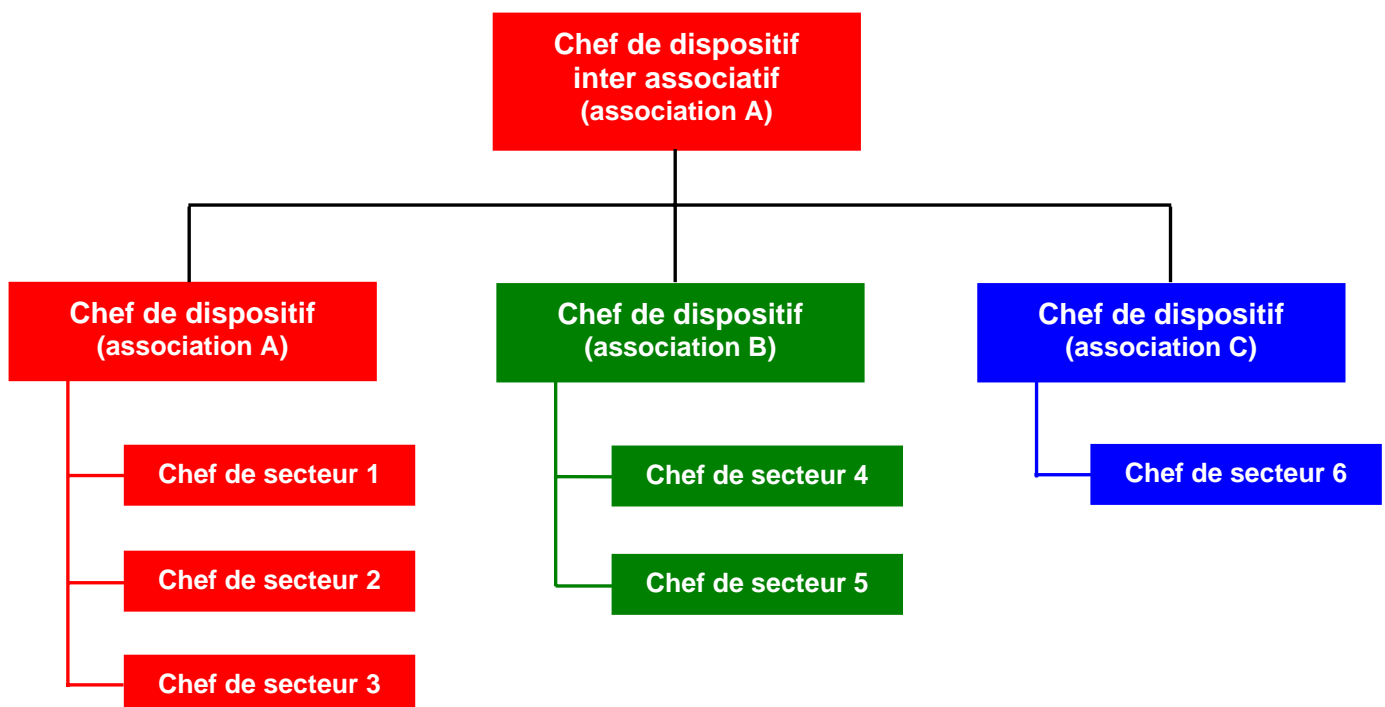 Chef de dispositif
inter associatif
(association A)
Chef de dispositif
(association A)
Chef de dispositif
(association B)
Chef de dispositif
(association C)
Chef de secteur 1
Chef de secteur 2
Chef de secteur 3
Chef de secteur 4
Chef de secteur 5
Chef de secteur 6